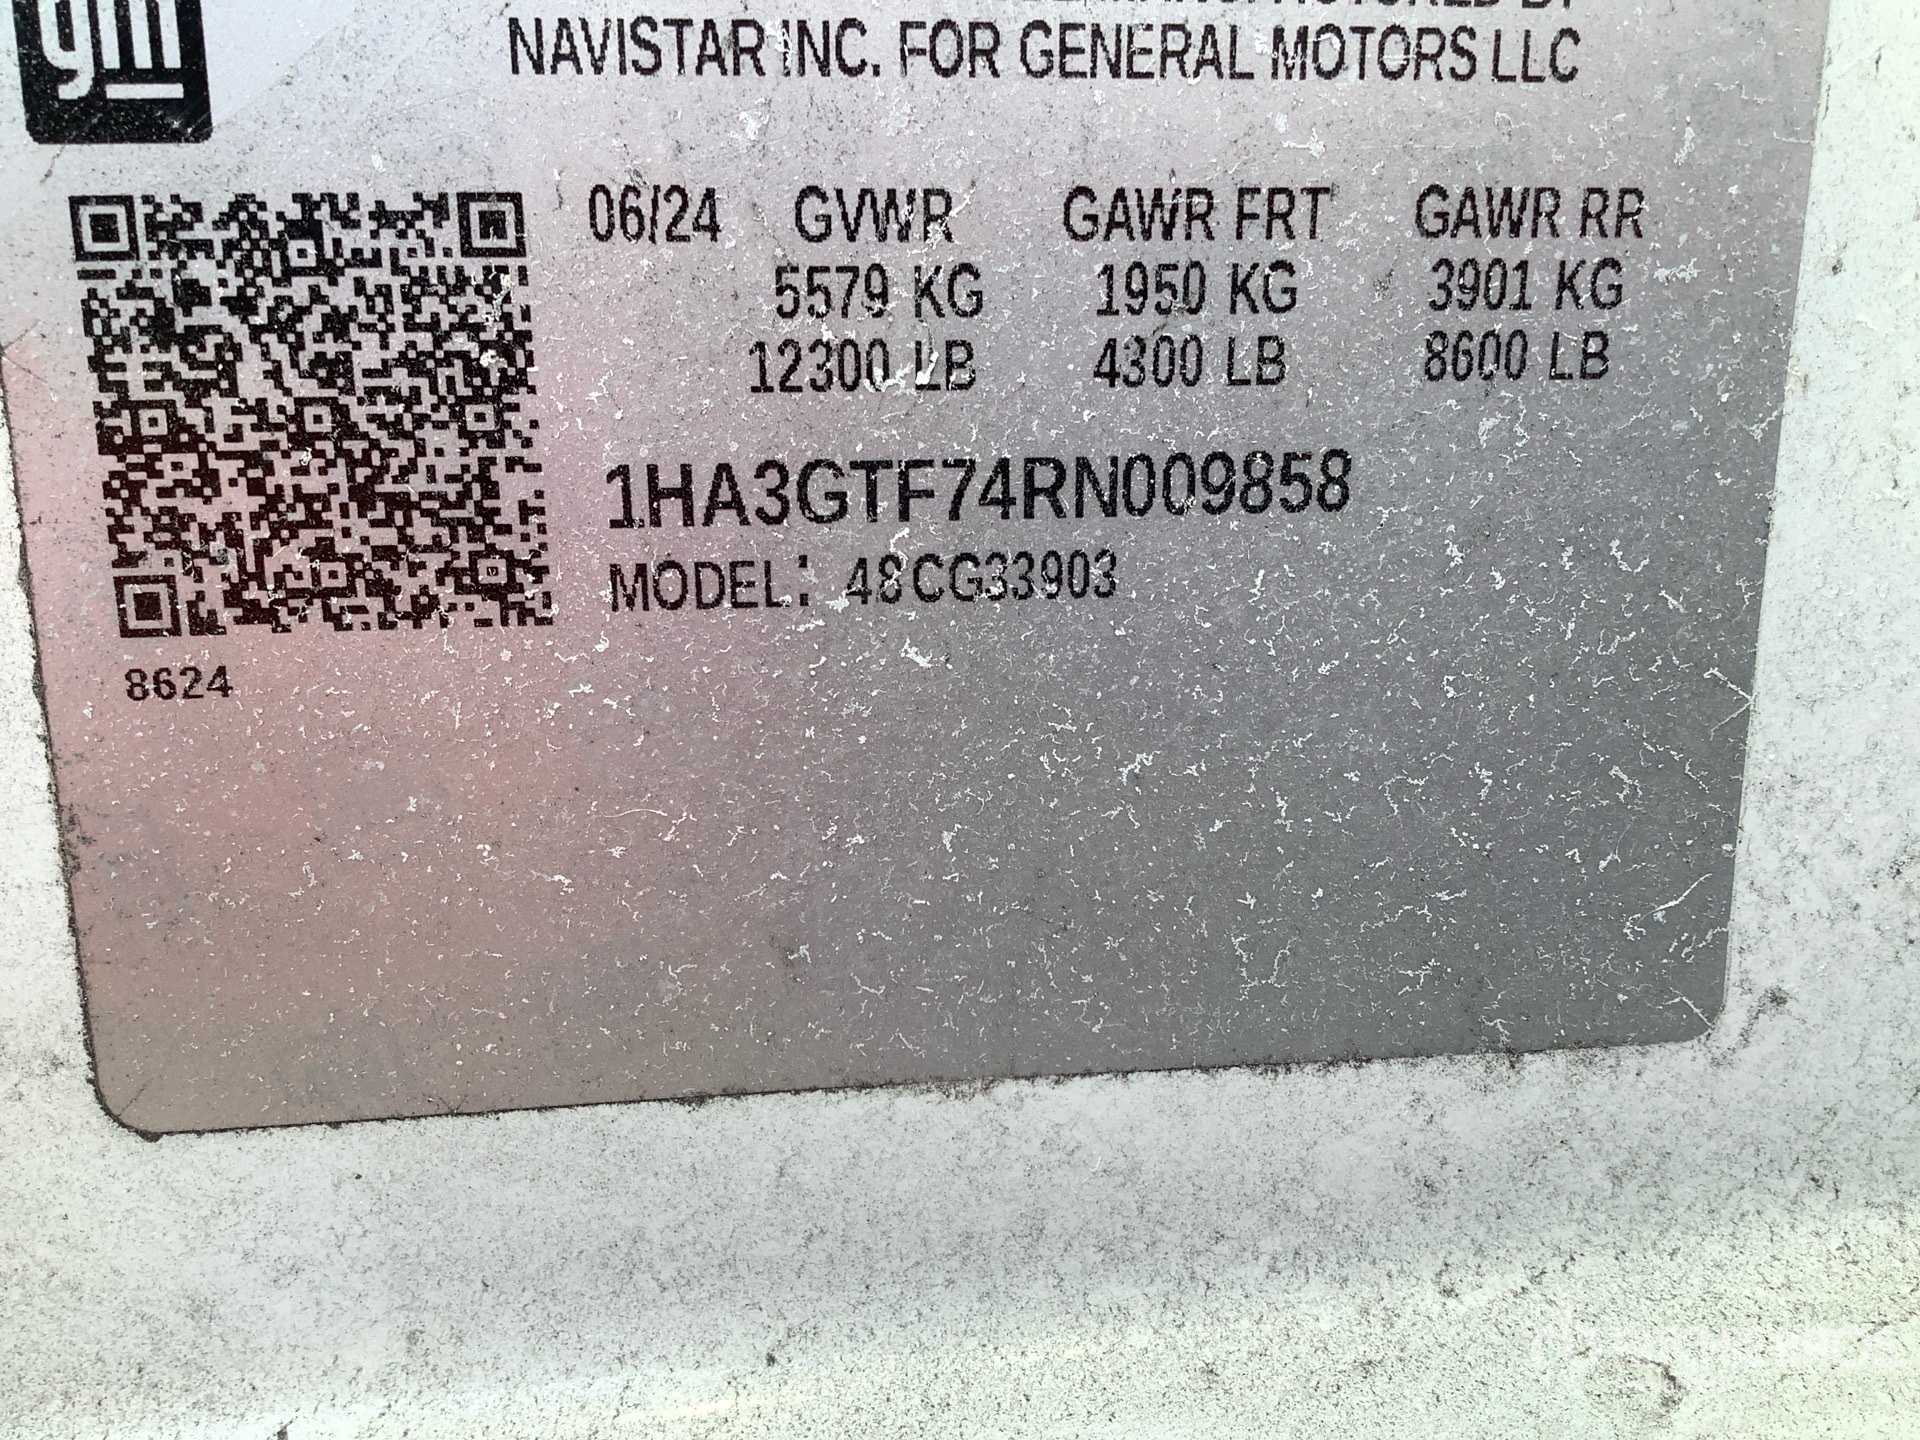 gm
NAVISTAR INC. FOR GENERAL MOTORS LLC
06/24 GVWR GAWR FRT GAWR RR
5579 KG 1950 KG 3901 KG
12300 LB 4300 LB 8600 LB
1HA3GTF74RN009858
MODEL: 48CG33903
8624